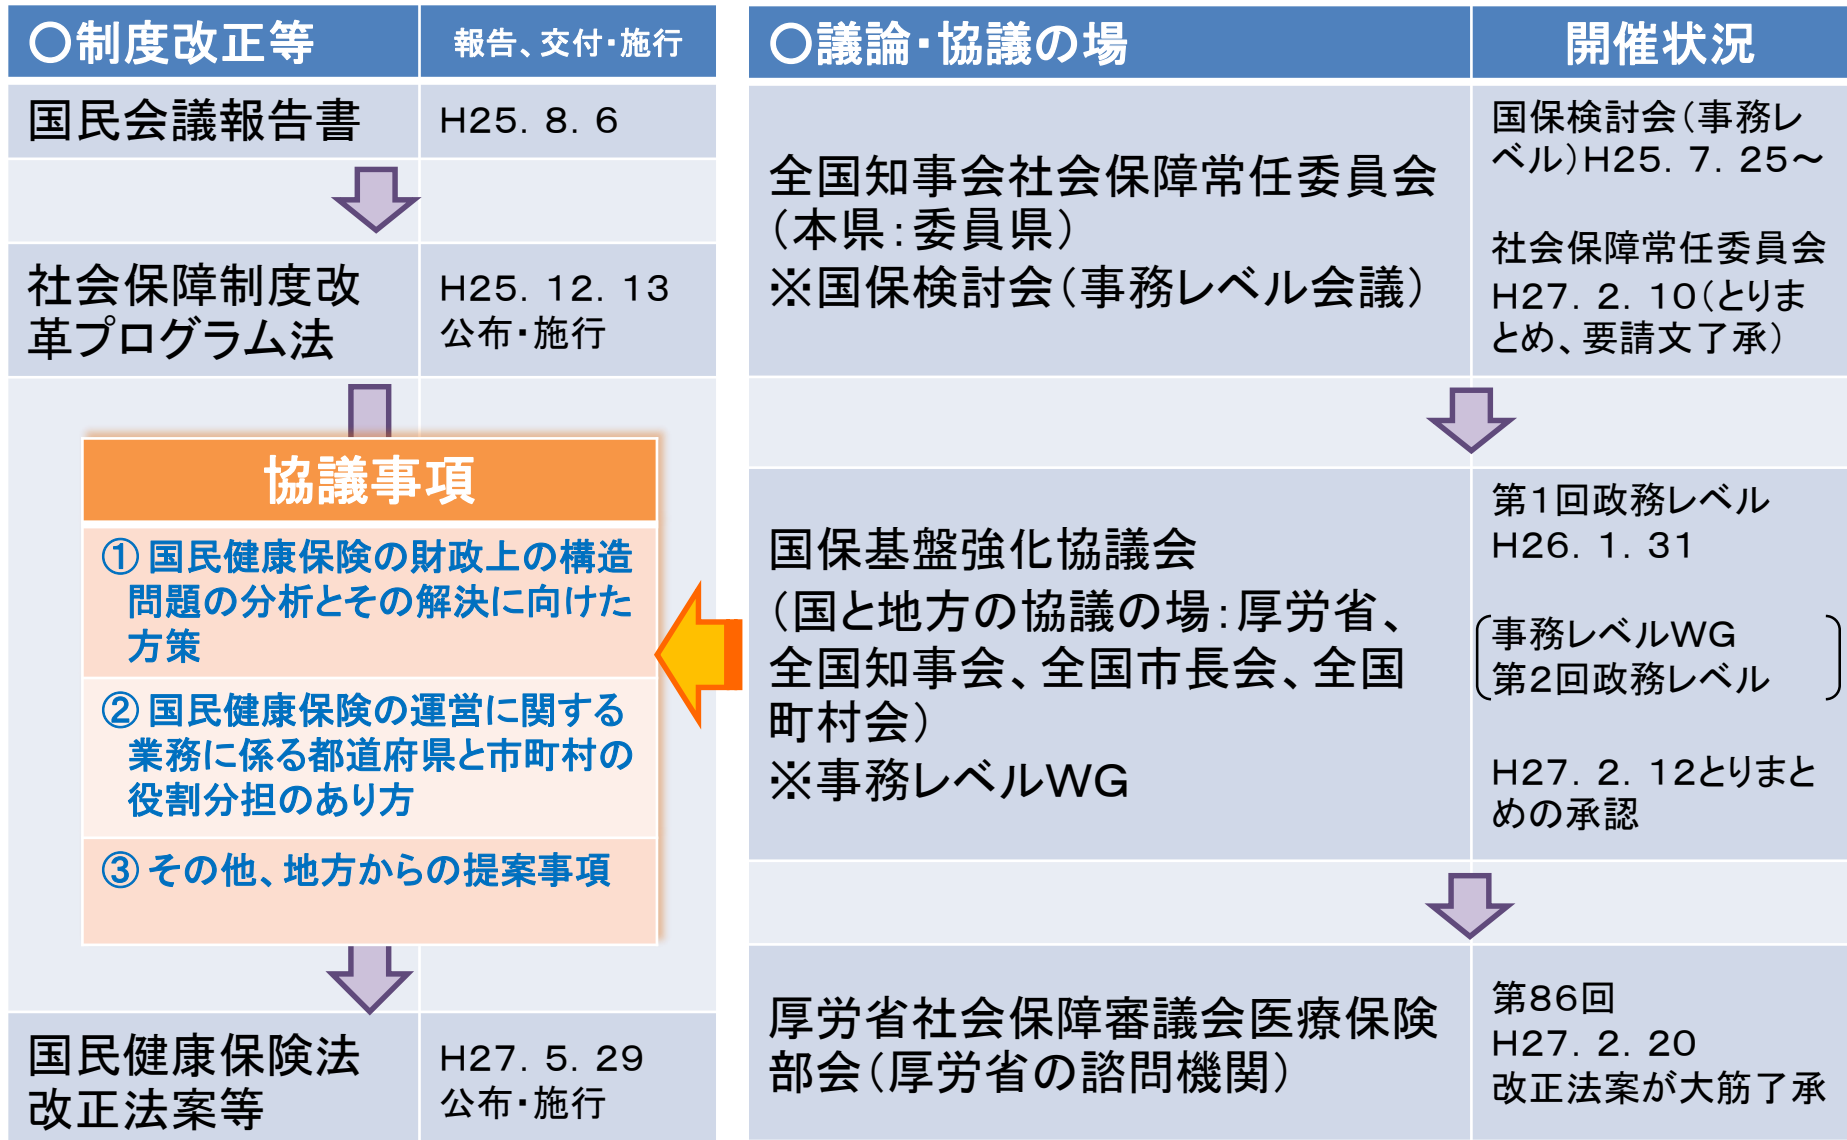 〇制度改正等
報告、交付・施行
国民会議報告書
H25．8．6
社会保障制度改
革プログラム法
H25．12．13
公布・施行
協議事項
① 国民健康保険の財政上の構造
問題の分析とその解決に向けた
方策
② 国民健康保険の運営に関する
業務に係る都道府県と市町村の
役割分担のあり方
③ その他、地方からの提案事項
国民健康保険法
改正法案等
H27．5．29
公布・施行
〇議論・協議の場
開催状況
全国知事会社会保障常任委員会
（本県：委員県）
※国保検討会（事務レベル会議）
国保検討会（事務レ
ベル）H25．7．25～
社会保障常任委員会
H27．2．10（とりま
とめ、要請文了承）
国保基盤強化協議会
（国と地方の協議の場：厚労省、
全国知事会、全国市長会、全国
町村会）
※事務レベルWG
第１回政務レベル
H26．1．31
事務レベルWG
第２回政務レベル
H27．2．12とりまと
めの承認
厚労省社会保障審議会医療保険
部会（厚労省の諮問機関）
第86回
H27．2．20
改正法案が大筋了承